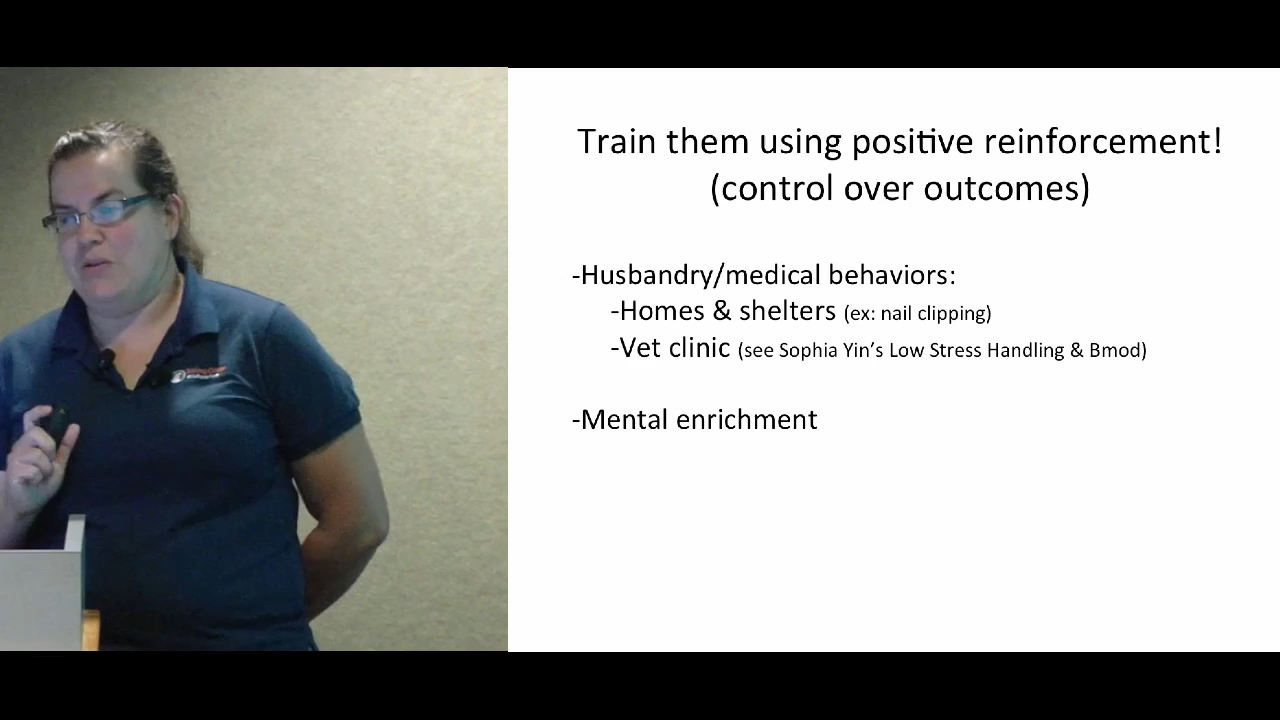 Train them using positive reinforcement!
(control over outcomes)
-Husbandry/medical behaviors:
-Homes & shelters (ex: nail clipping)
-Vet clinic (see Sophia Yin's Low Stress Handling & Bmod)
-Mental enrichment